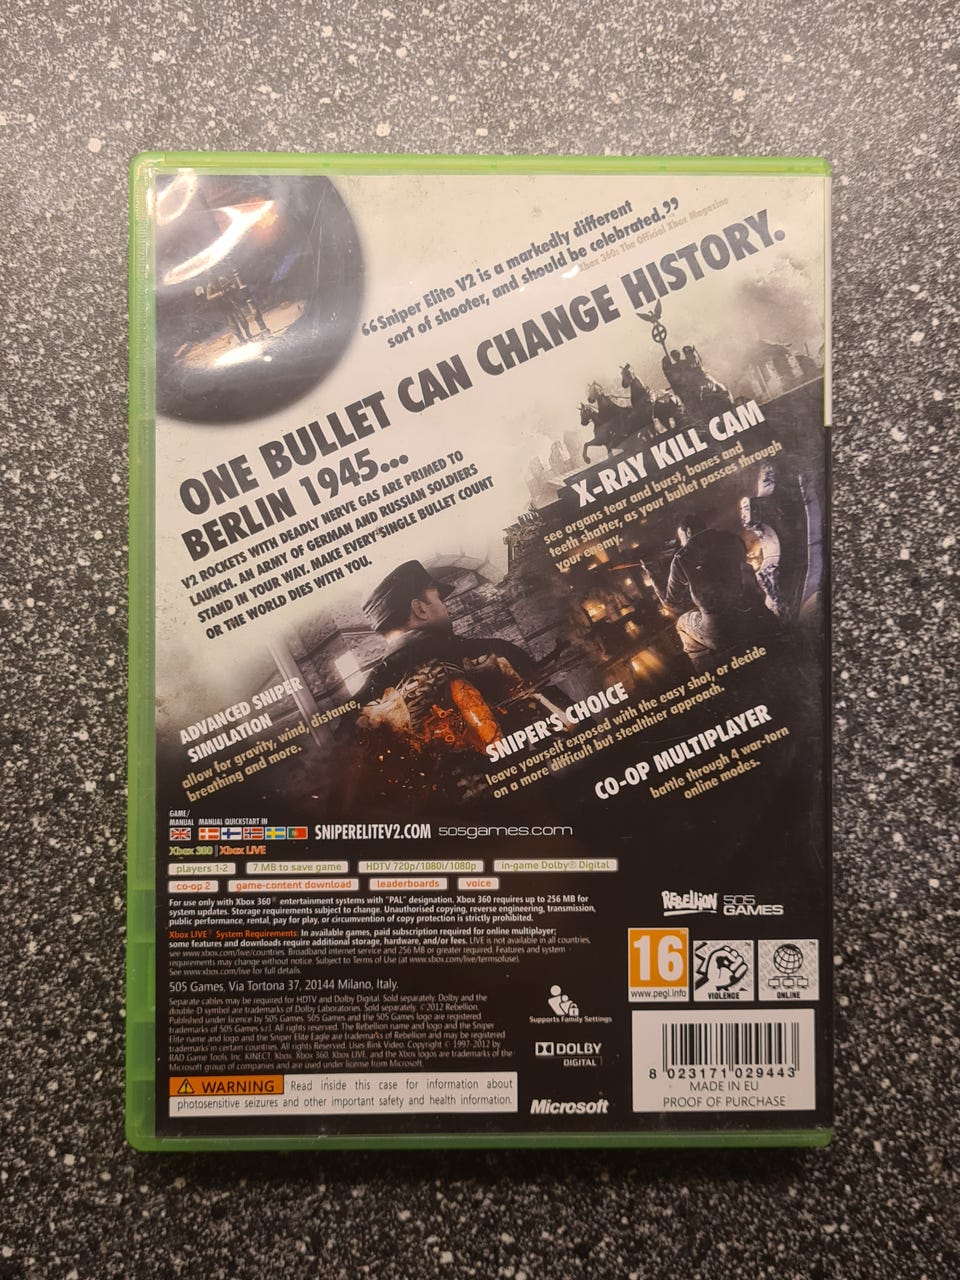 “Sniper Elite V2 is a markedly different
sort of shooter, and should be celebrated.”
Xbox 360: The Official Xbox Magazine
ONE BULLET CAN CHANGE HISTORY.
BERLIN 1945...
V2 ROCKETS WITH DEADLY NERVE GAS ARE PRIMED TO
LAUNCH. AN ARMY OF GERMAN AND RUSSIAN SOLDIERS
STAND IN YOUR WAY. MAKE EVERY SINGLE BULLET COUNT
OR THE WORLD DIES WITH YOU.
X-RAY KILL CAM
see organs tear and burst, bones and
teeth shatter, as your bullet passes through
your enemy.
ADVANCED SNIPER
SIMULATION
allow for gravity, wind, distance,
breathing and more.
SNIPER'S CHOICE
leave yourself exposed with the easy shot, or decide
on a more difficult but stealthier approach.
CO-OP MULTIPLAYER
battle through 4 war-torn
online modes.
GAME/
MANUAL MANUAL QUICKSTART IN
SNIPERELITEV2.COM 505games.com
Xbox 360 | Xbox LIVE
players 1-2 7 MB to save game HDTV 720p/1080i/1080p in-game Dolby® Digital
co-op 2 game-content download leaderboards voice
For use only with Xbox 360® entertainment systems with "PAL" designation. Xbox 360 requires up to 256 MB for
system updates. Storage requirements subject to change. Unauthorised copying, reverse engineering, transmission,
public performance, rental, pay for play, or circumvention of copy protection is strictly prohibited.
Xbox LIVE® System Requirements: In available games, paid subscription required for online multiplayer;
some features and downloads require additional storage, hardware, and/or fees. LIVE is not available in all countries,
see www.xbox.com/live/countries. Broadband internet service and 256 MB or greater required. Features and system
requirements may change without notice. Subject to Terms of Use (at www.xbox.com/live/termsofuse).
See www.xbox.com/live for full details.
505 Games, Via Tortona 37, 20144 Milano, Italy.
Separate cables may be required for HDTV and Dolby Digital. Sold separately. Dolby and the
double-D symbol are trademarks of Dolby Laboratories. Sold separately. ©2012 Rebellion.
Published under licence by 505 Games. 505 Games and the 505 Games logo are registered
trademarks of 505 Games s.r.l. All rights reserved. The Rebellion name and logo and the Sniper
Elite name and logo and the Sniper Elite Eagle are trademarks of Rebellion and may be registered
trademarks in certain countries. All Rights Reserved. Uses Bink Video. Copyright © 1997-2012 by
RAD Game Tools, Inc. KINECT, Xbox, Xbox 360, Xbox LIVE, and the Xbox logos are trademarks of the
Microsoft group of companies and are used under license from Microsoft.
WARNING Read inside this case for information about
photosensitive seizures and other important safety and health information.
REBELLION 505
GAMES
16
www.pegi.info
VIOLENCE
ONLINE
Supports Family Settings
DOLBY
DIGITAL
Microsoft
8 023171 029443
MADE IN EU
PROOF OF PURCHASE